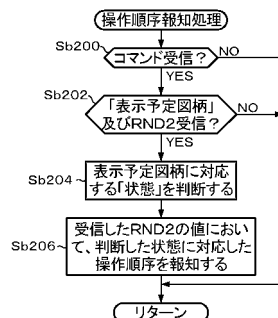 操作順序報知処理
Sb200
コマンド受信？
NO
YES
Sb202
「表示予定図柄」
及びRND2受信？
NO
YES
Sb204
表示予定図柄に対応
する「状態」を判断する
Sb206
受信したRND2の値におい
て、判断した状態に対応した
操作順序を報知する
リターン